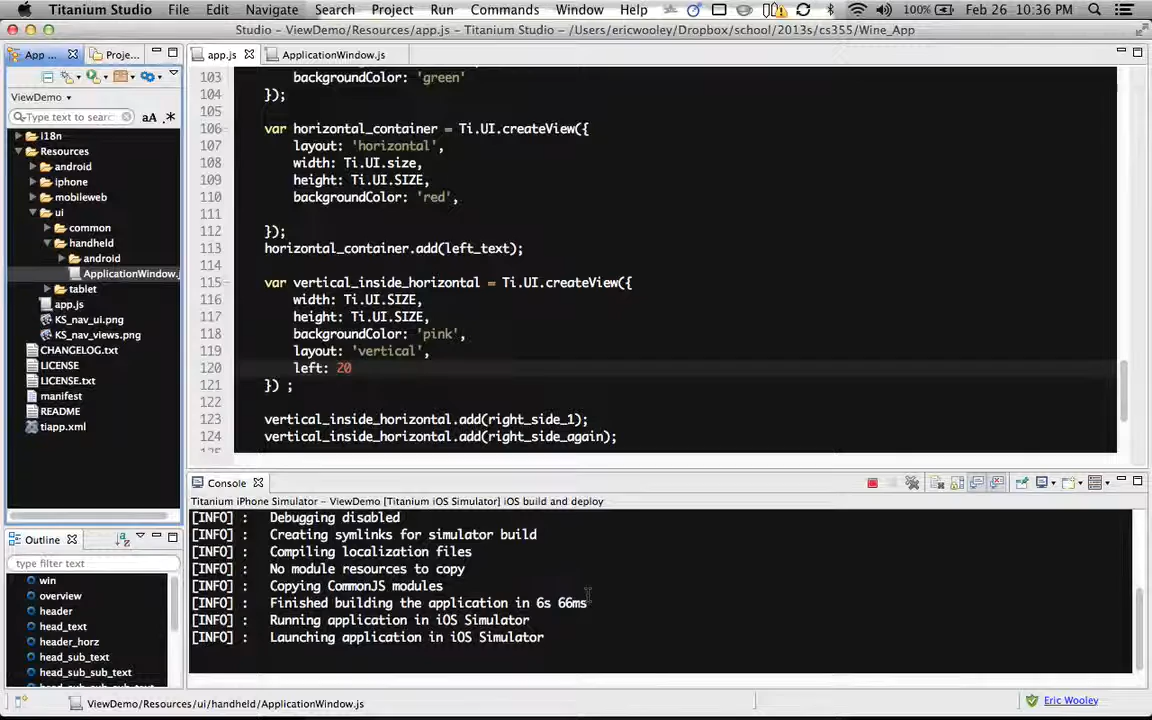 Titanium Studio File Edit Navigate Search Project Run Commands Window Help 100% Feb 26 10:36 PM
Studio – ViewDemo/Resources/app.js – Titanium Studio – /Users/ericwooley/Dropbox/school/2013s/cs355/Wine_App
App ... Proje... app.js ApplicationWindow.js
ViewDemo
Type text to searc aA .*
i18n
Resources
android
iphone
mobileweb
ui
common
handheld
android
ApplicationWindow.j
tablet
app.js
KS_nav_ui.png
KS_nav_views.png
CHANGELOG.txt
LICENSE
LICENSE.txt
manifest
README
tiapp.xml
103 backgroundColor: 'green'
104 });
105
106 var horizontal_container = Ti.UI.createView({
107 layout: 'horizontal',
108 width: Ti.UI.size,
109 height: Ti.UI.SIZE,
110 backgroundColor: 'red',
111
112 });
113 horizontal_container.add(left_text);
114
115 var vertical_inside_horizontal = Ti.UI.createView({
116 width: Ti.UI.SIZE,
117 height: Ti.UI.SIZE,
118 backgroundColor: 'pink',
119 layout: 'vertical',
120 left: 20
121 }) ;
122
123 vertical_inside_horizontal.add(right_side_1);
124 vertical_inside_horizontal.add(right_side_again);
Outline
type filter text
win
overview
header
head_text
header_horz
head_sub_text
head_sub_sub_text
Console
Titanium iPhone Simulator – ViewDemo [Titanium iOS Simulator] iOS build and deploy
[INFO] : Debugging disabled
[INFO] : Creating symlinks for simulator build
[INFO] : Compiling localization files
[INFO] : No module resources to copy
[INFO] : Copying CommonJS modules
[INFO] : Finished building the application in 6s 66ms
[INFO] : Running application in iOS Simulator
[INFO] : Launching application in iOS Simulator
ViewDemo/Resources/ui/handheld/ApplicationWindow.js
Eric Wooley